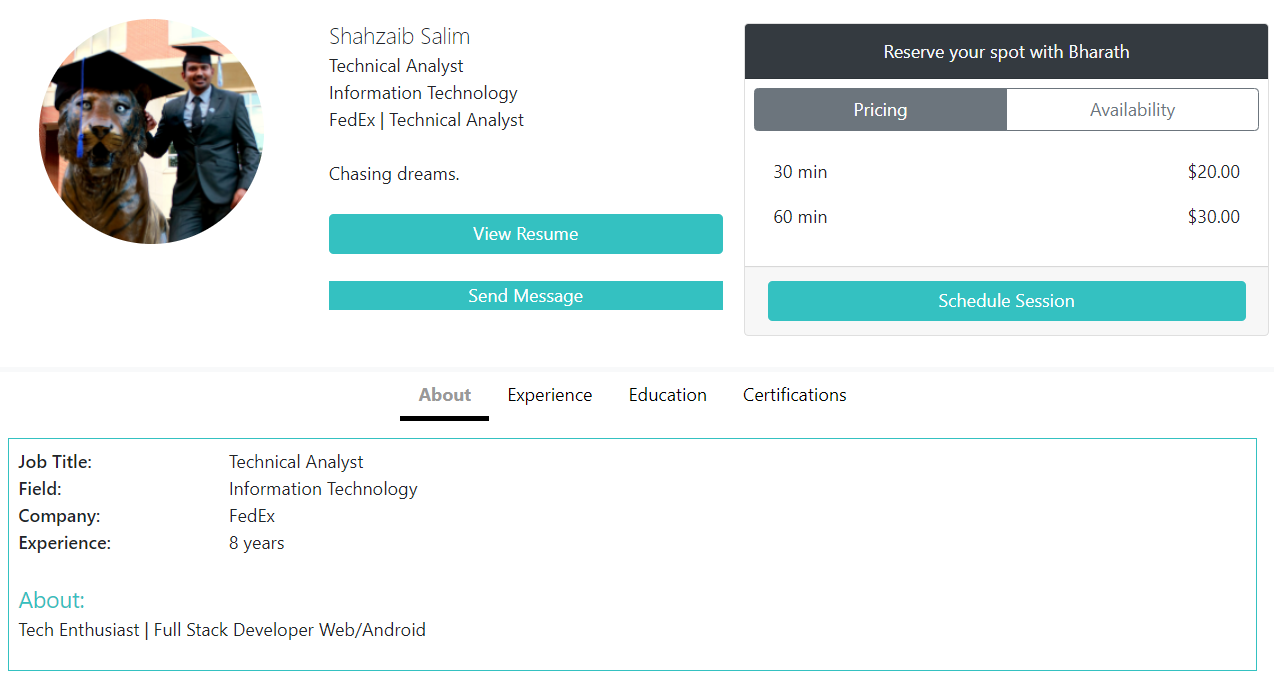 Shahzaib Salim
Technical Analyst
Information Technology
FedEx | Technical Analyst
Chasing dreams.
View Resume
Send Message
Reserve your spot with Bharath
Pricing
Availability
30 min $20.00
60 min $30.00
Schedule Session
About Experience Education Certifications
Job Title: Technical Analyst
Field: Information Technology
Company: FedEx
Experience: 8 years
About:
Tech Enthusiast | Full Stack Developer Web/Android